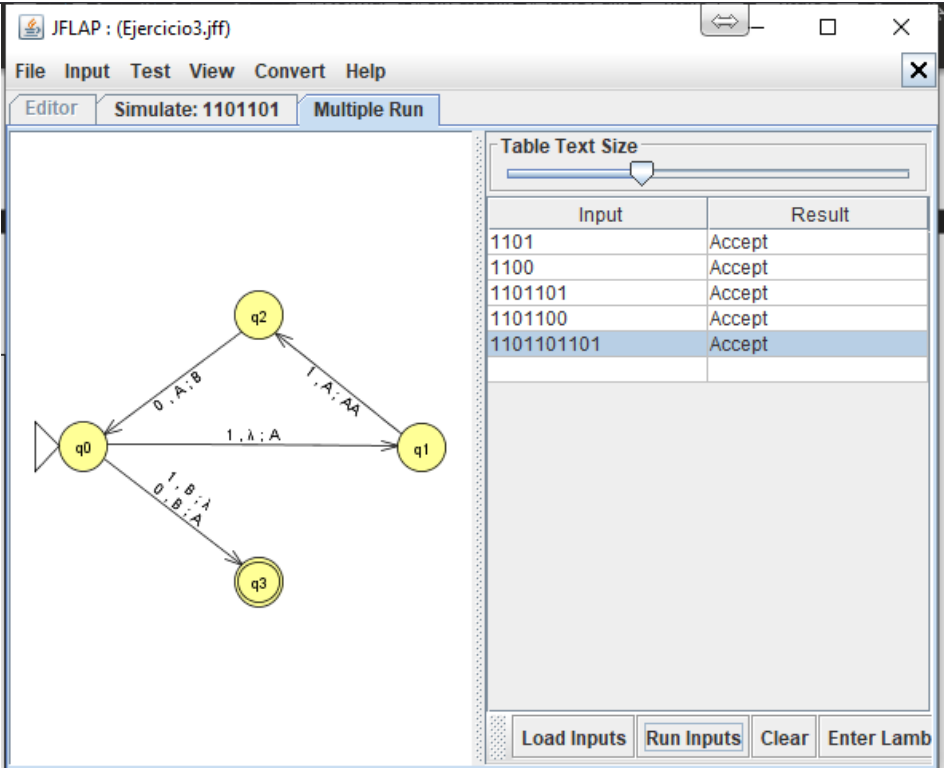 JFLAP : (Ejercicio3.jff)
File Input Test View Convert Help
Editor Simulate: 1101101 Multiple Run
Table Text Size
Input Result
1101 Accept
1100 Accept
1101101 Accept
1101100 Accept
1101101101 Accept
q2
0 , A ; B
1 , A ; AA
q0
1 , λ ; A
q1
1 , B ; λ
0 , B ; A
q3
Load Inputs Run Inputs Clear Enter Lamb